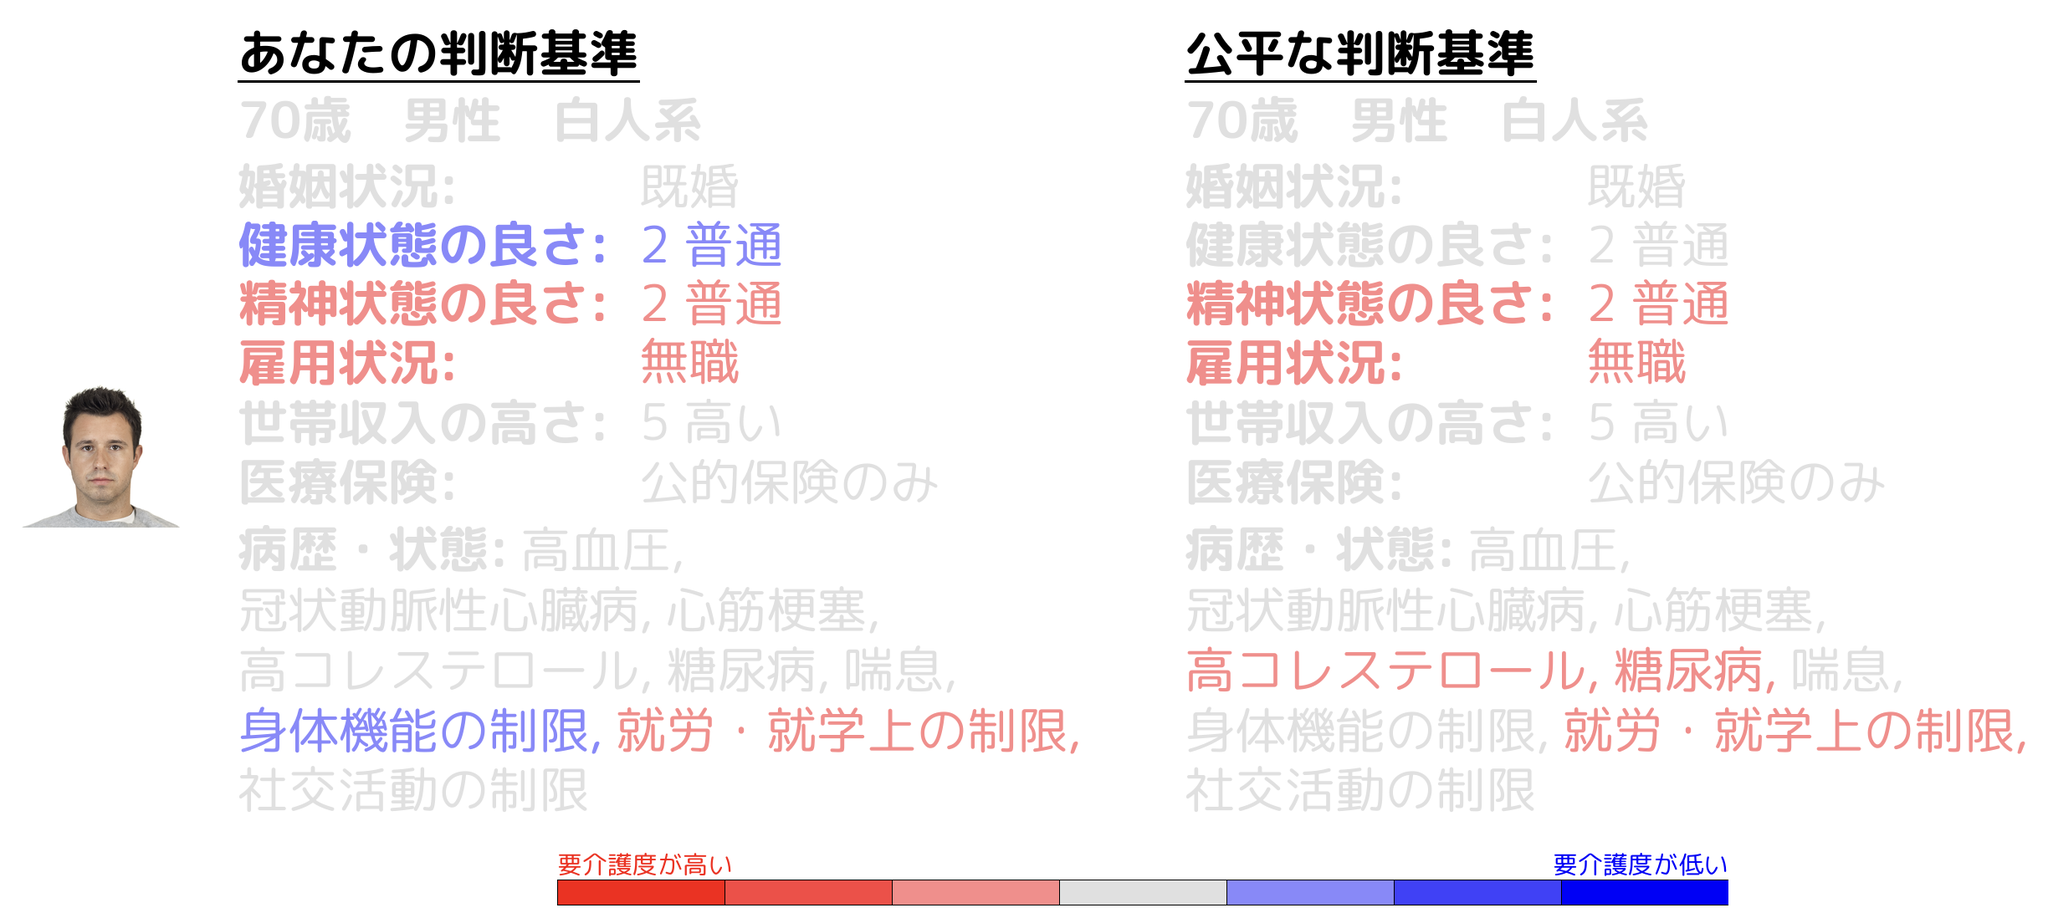 あなたの判断基準
70歳 男性 白人系
婚姻状況: 既婚
健康状態の良さ: 2 普通
精神状態の良さ: 2 普通
雇用状況: 無職
世帯収入の高さ: 5 高い
医療保険: 公的保険のみ
病歴・状態: 高血圧,
冠状動脈性心臓病, 心筋梗塞,
高コレステロール, 糖尿病, 喘息,
身体機能の制限, 就労・就学上の制限,
社交活動の制限
公平な判断基準
70歳 男性 白人系
婚姻状況: 既婚
健康状態の良さ: 2 普通
精神状態の良さ: 2 普通
雇用状況: 無職
世帯収入の高さ: 5 高い
医療保険: 公的保険のみ
病歴・状態: 高血圧,
冠状動脈性心臓病, 心筋梗塞,
高コレステロール, 糖尿病, 喘息,
身体機能の制限, 就労・就学上の制限,
社交活動の制限
要介護度が高い
要介護度が低い